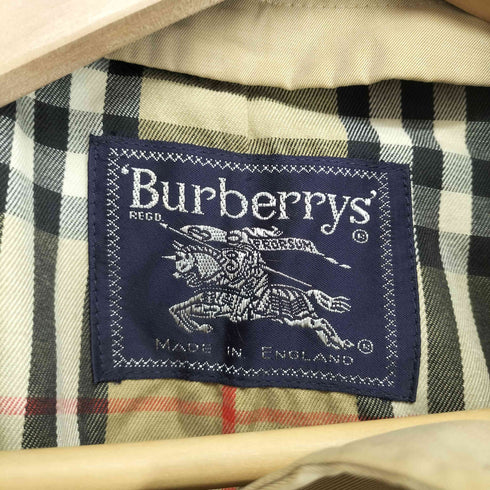 'Burberrys'
REGD.
PRORSUM
®
MADE IN ENGLAND ®